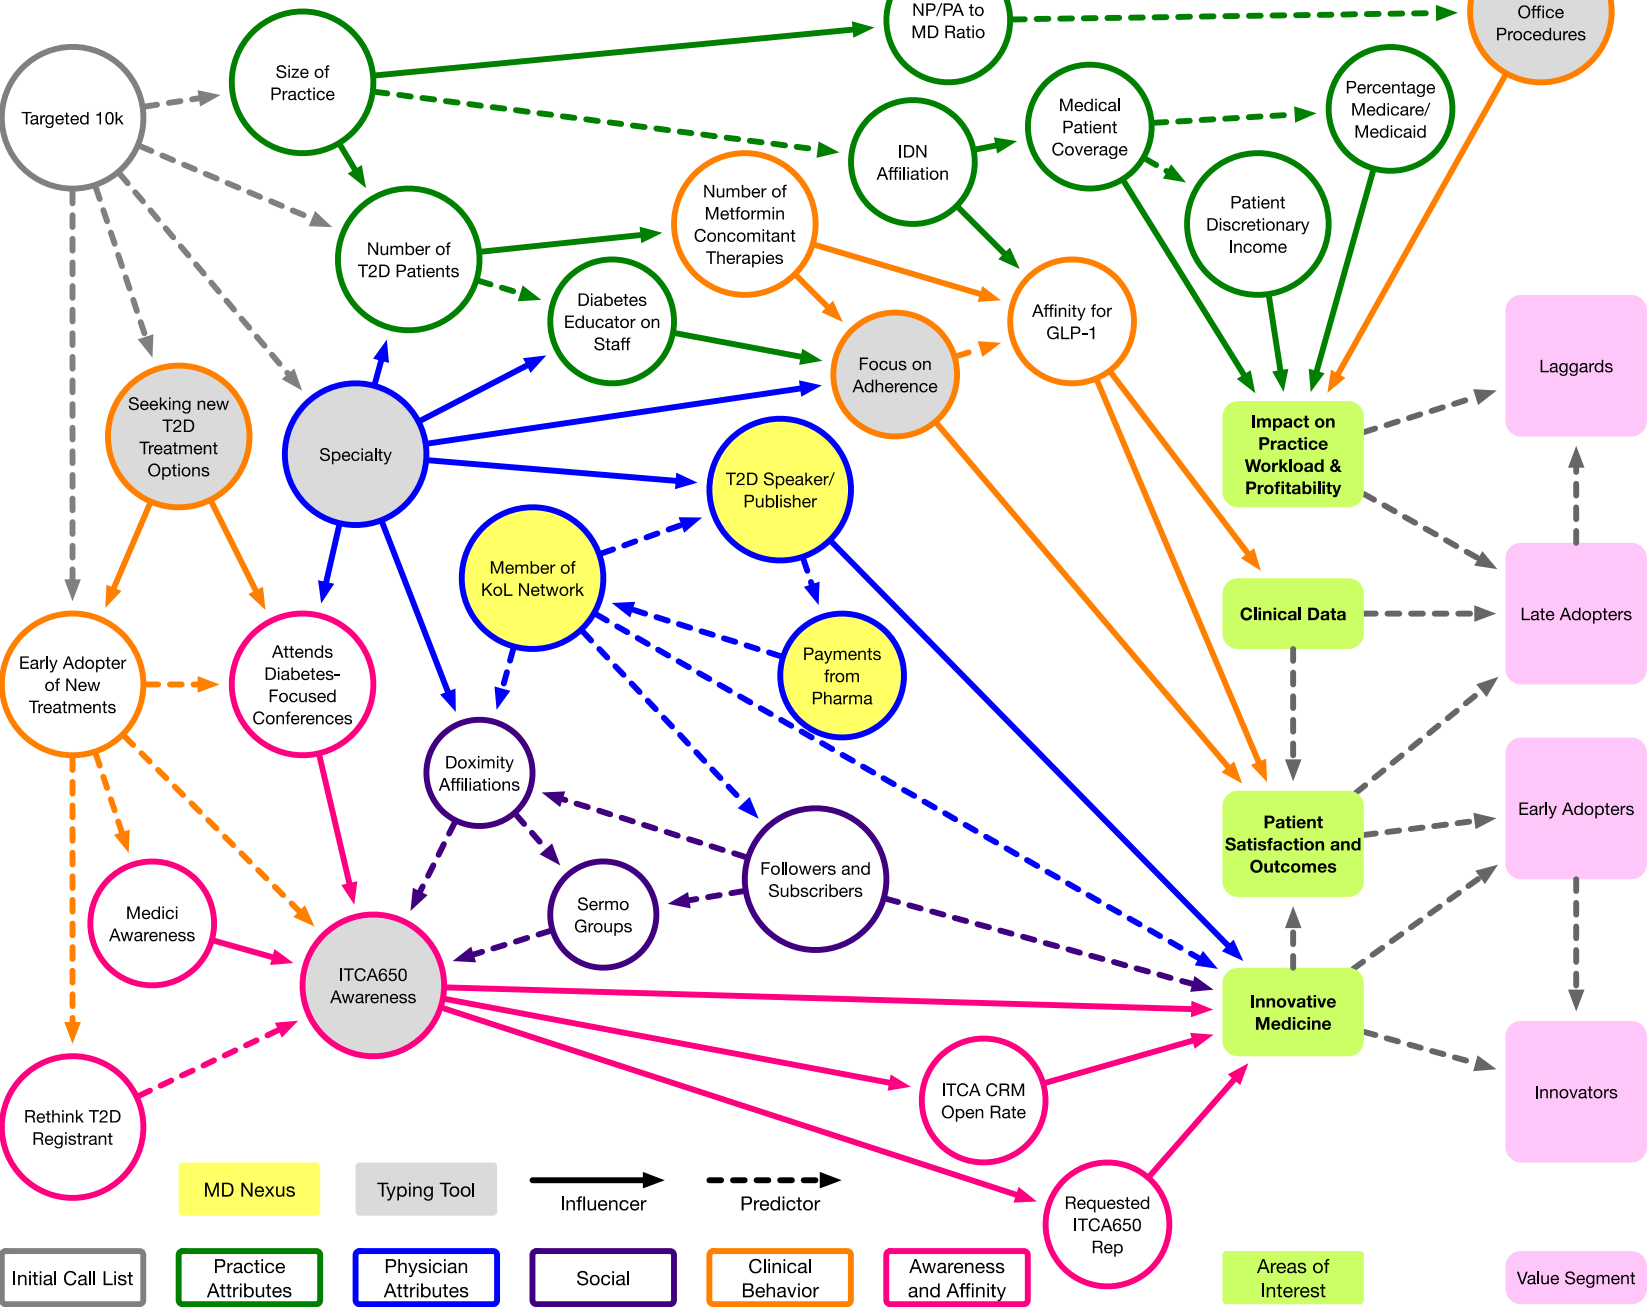 NP/PA to
MD Ratio
Office
Procedures
Size of
Practice
Targeted 10k
Medical
Patient
Coverage
Percentage
Medicare/
Medicaid
IDN
Affiliation
Number of
Metformin
Concomitant
Therapies
Patient
Discretionary
Income
Number of
T2D Patients
Diabetes
Educator on
Staff
Affinity for
GLP-1
Focus on
Adherence
Laggards
Seeking new
T2D
Treatment
Options
Specialty
Impact on
Practice
Workload &
Profitability
T2D Speaker/
Publisher
Member of
KoL Network
Clinical Data
Late Adopters
Early Adopter
of New
Treatments
Attends
Diabetes-
Focused
Conferences
Payments
from
Pharma
Doximity
Affiliations
Early Adopters
Patient
Satisfaction and
Outcomes
Followers and
Subscribers
Sermo
Groups
Medici
Awareness
ITCA650
Awareness
Innovative
Medicine
ITCA CRM
Open Rate
Innovators
Rethink T2D
Registrant
Requested
ITCA650
Rep
MD Nexus
Typing Tool
Influencer
Predictor
Initial Call List
Practice
Attributes
Physician
Attributes
Social
Clinical
Behavior
Awareness
and Affinity
Areas of
Interest
Value Segment